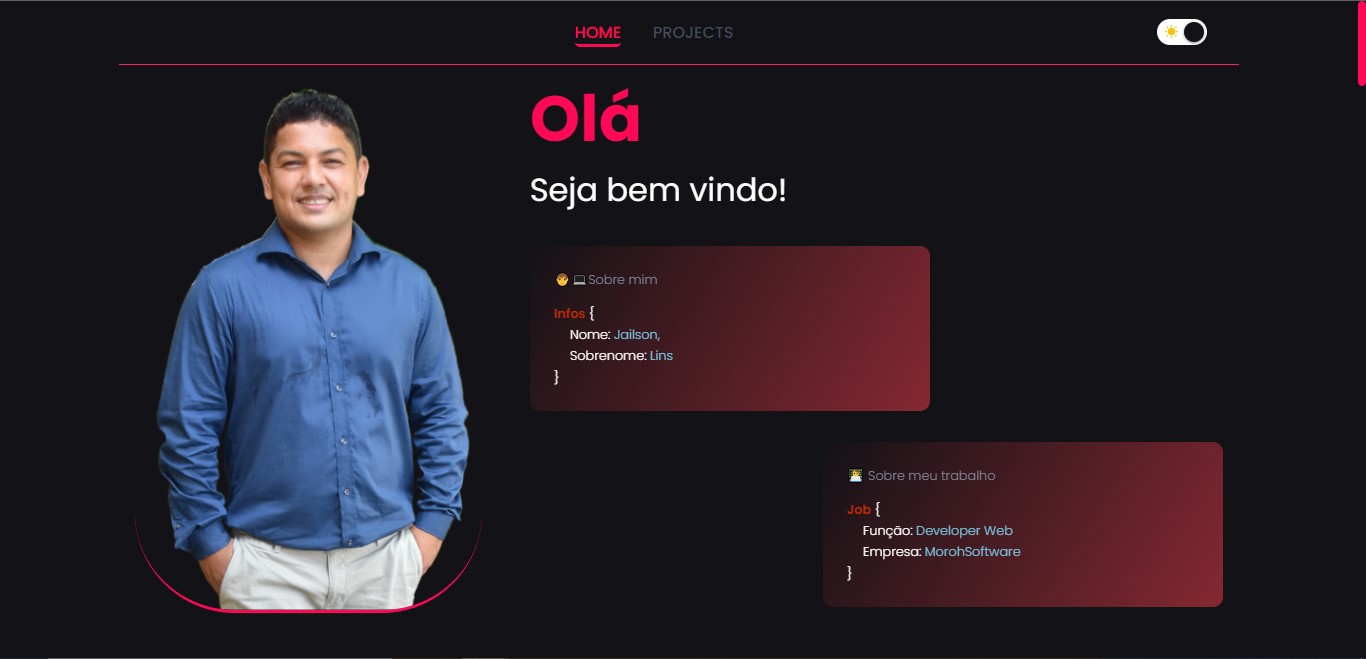 HOME PROJECTS
Olá
Seja bem vindo!
Sobre mim
Infos {
Nome: Jailson,
Sobrenome: Lins
}
Sobre meu trabalho
Job {
Função: Developer Web
Empresa: MorohSoftware
}